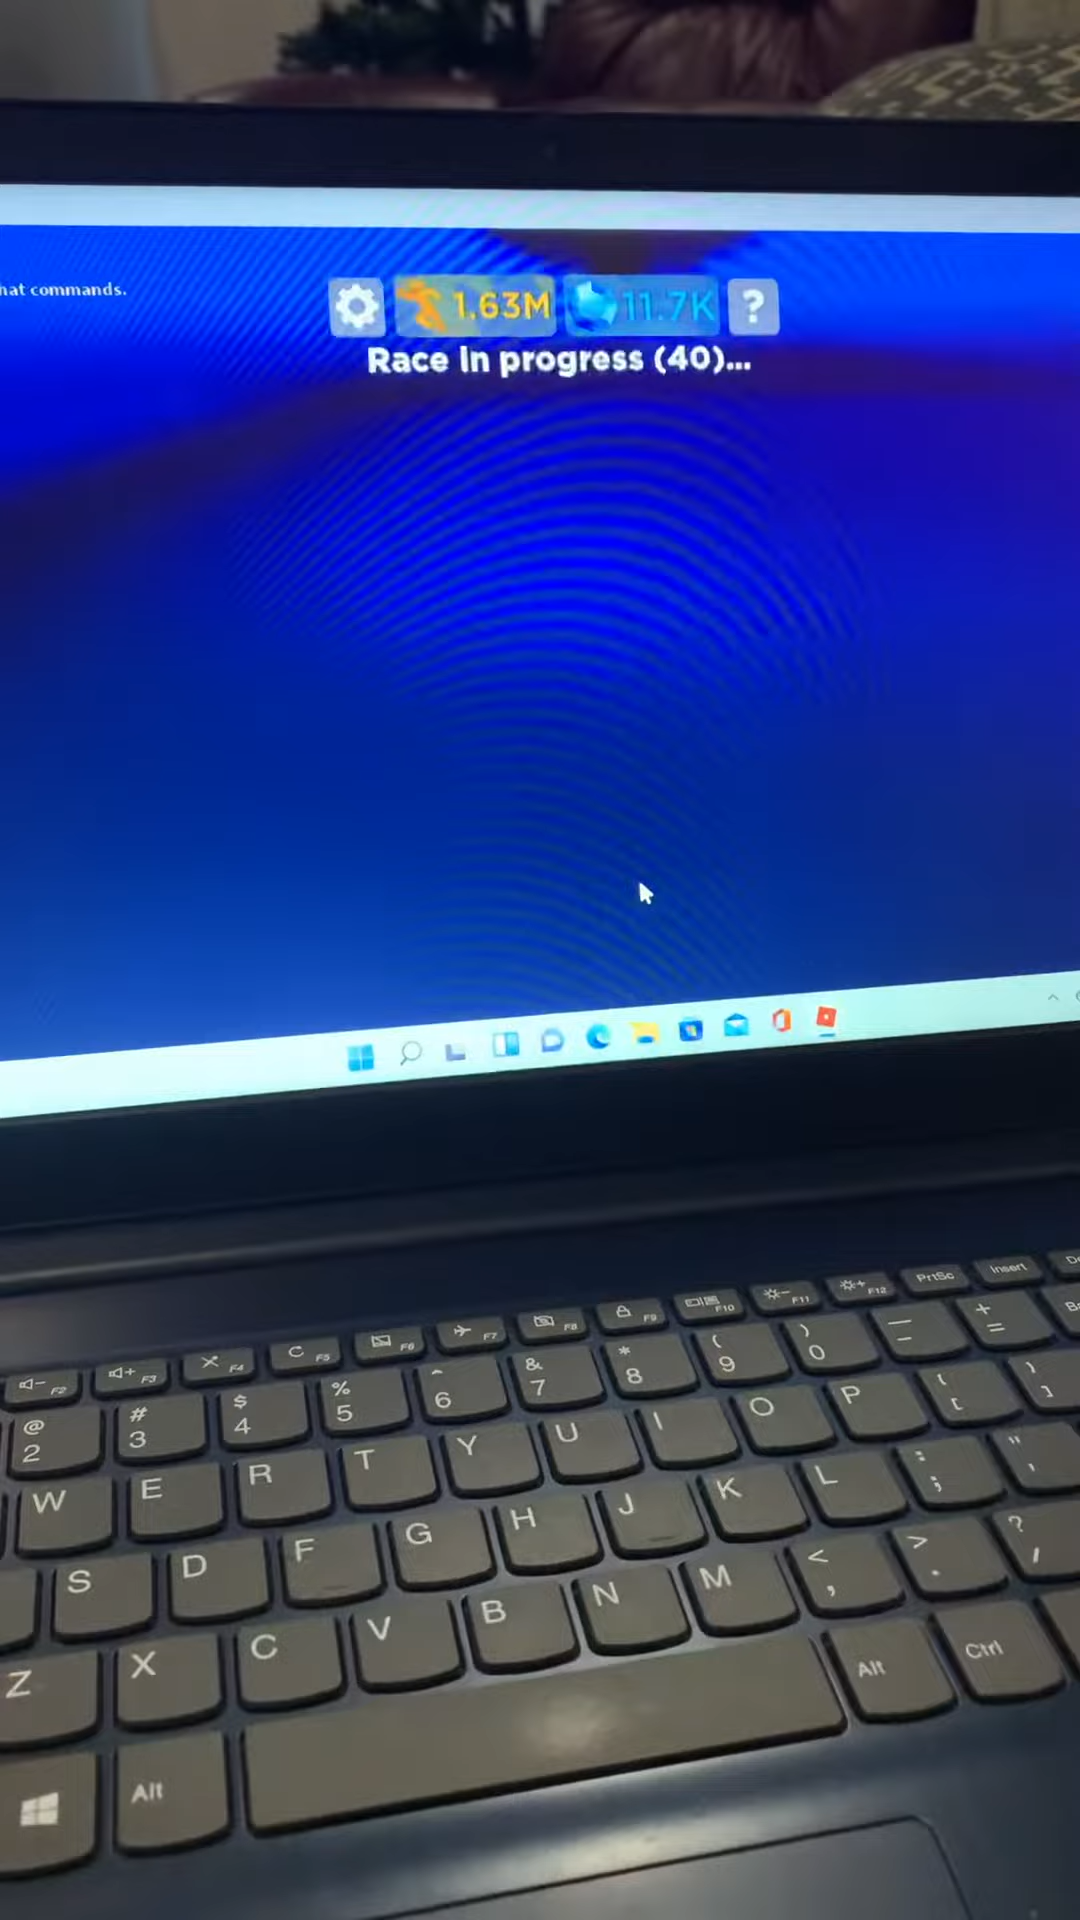 hat commands.
1.63M 11.7K ?
Race in progress (40)...
F2 F3 F4 F5 F6 F7 F8 F9 F10 F11 F12 PrtSc Insert
@ # $ % ^ & * ( ) — +
2 3 4 5 6 7 8 9 0 - =
W E R T Y U I O P { [ } ]
S D F G H J K L : ; " '
Z X C V B N M < , > . ? /
Alt Alt Ctrl